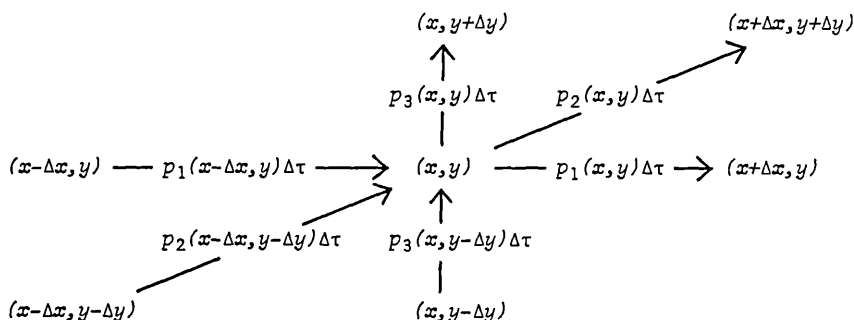 (x,y+Δy) (x+Δx,y+Δy)
p₃(x,y)Δτ p₂(x,y)Δτ
(x-Δx,y) p₁(x-Δx,y)Δτ (x,y) p₁(x,y)Δτ (x+Δx,y)
p₂(x-Δx,y-Δy)Δτ p₃(x,y-Δy)Δτ
(x-Δx,y-Δy) (x,y-Δy)